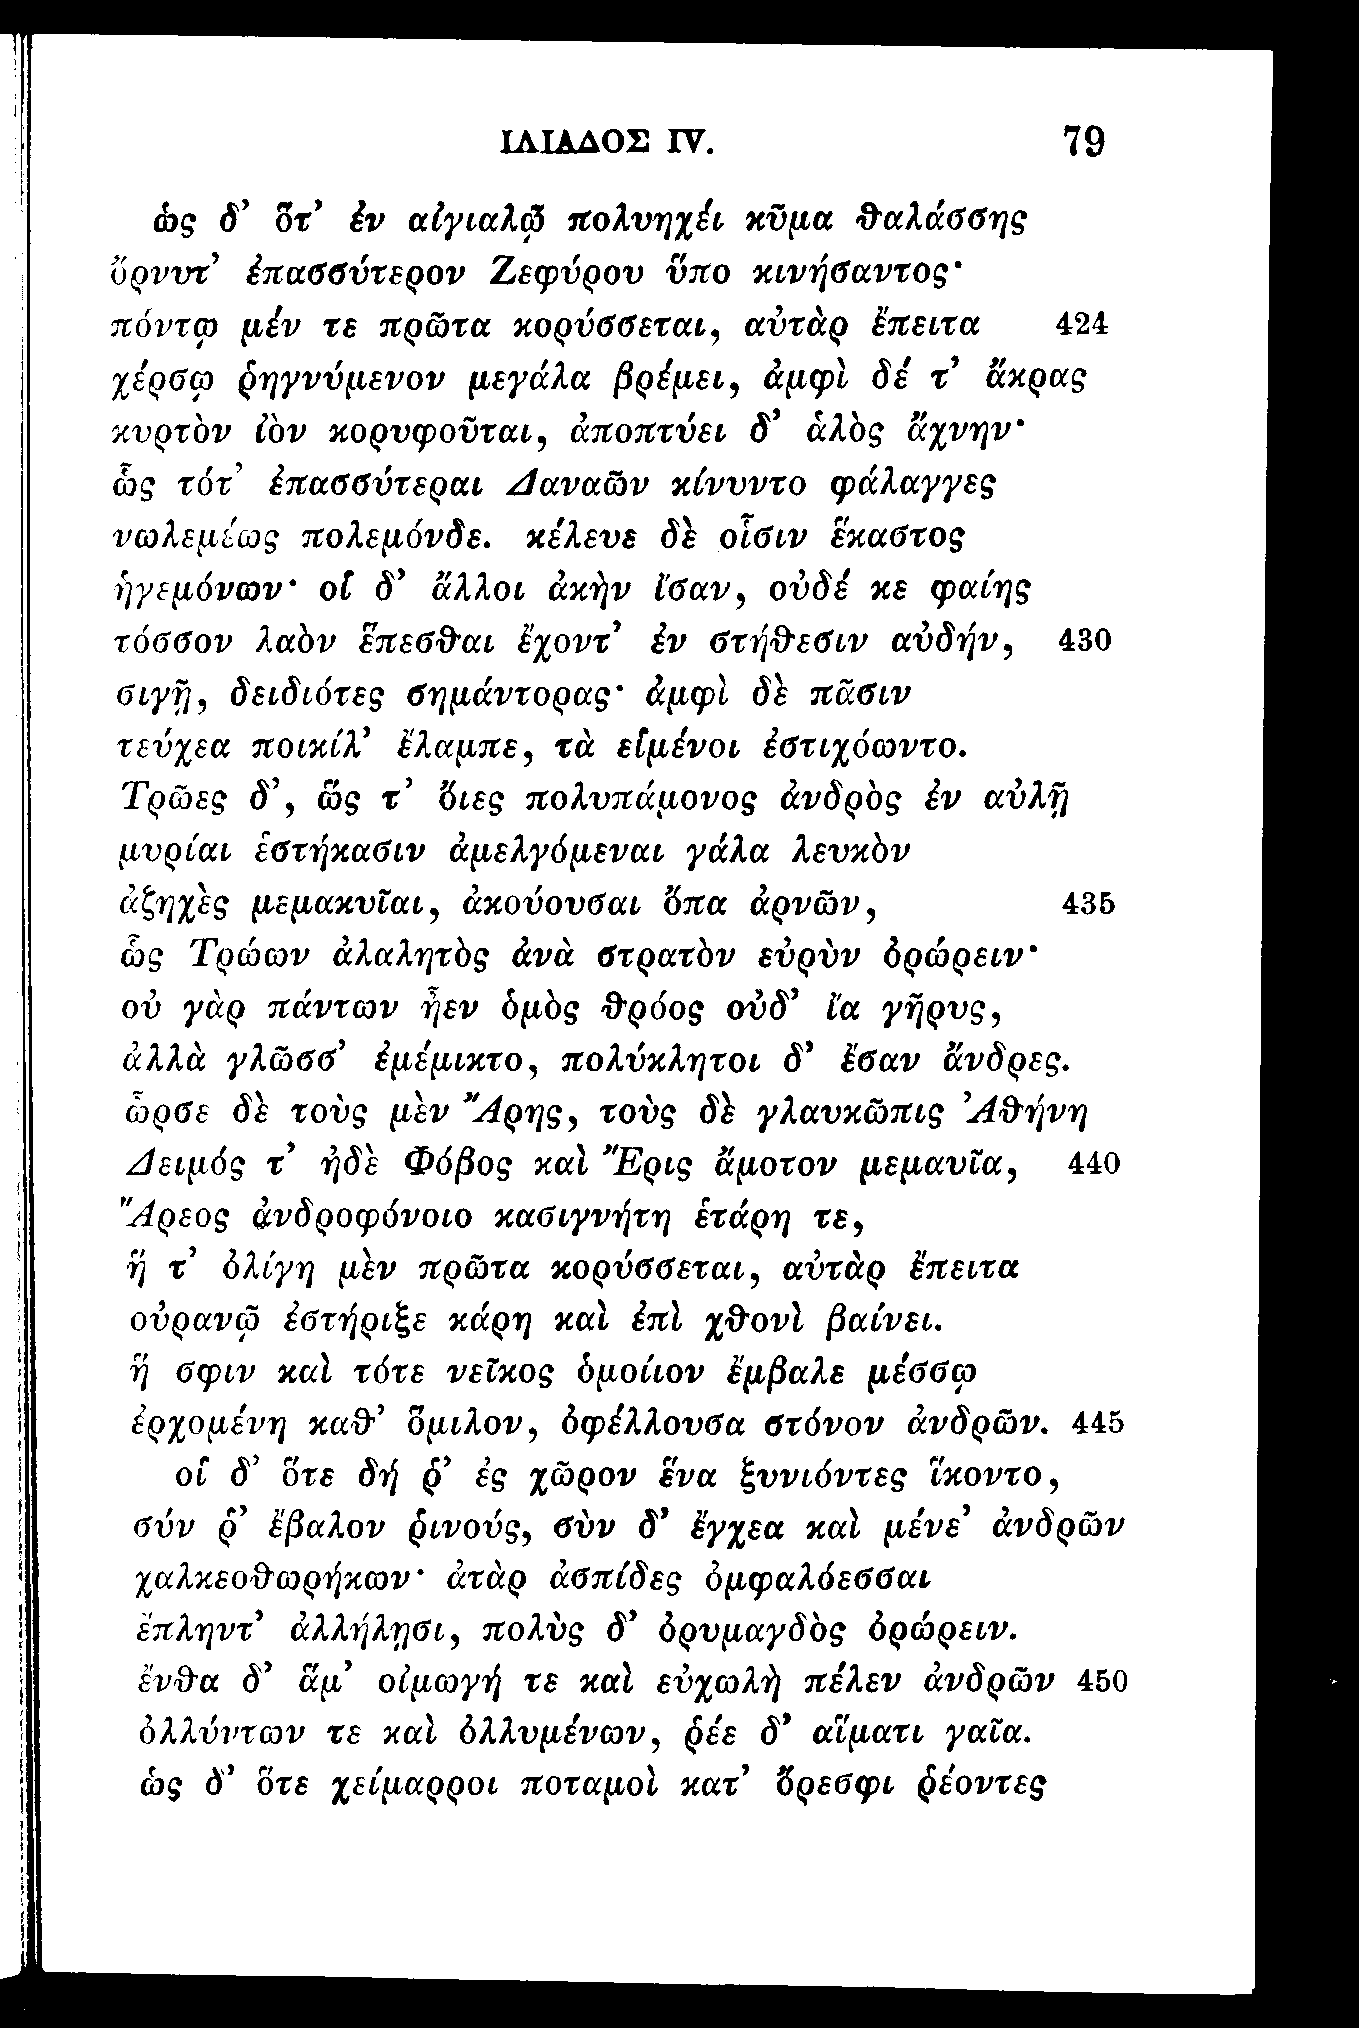 ΙΛΙΑΔΟΣ IV. 79
ὡς δ’ ὅτ’ ἐν αἰγιαλῷ πολυηχέι κῦμα θαλάσσης
ὄρνυτ’ ἐπασσύτερον Ζεφύρου ὕπο κινήσαντος·
πόντῳ μέν τε πρῶτα κορύσσεται, αὐτὰρ ἔπειτα 424
χέρσῳ ῥηγνύμενον μεγάλα βρέμει, ἀμφὶ δέ τ’ ἄκρας
κυρτὸν ἰὸν κορυφοῦται, ἀποπτύει δ’ ἁλὸς ἄχνην·
ὣς τότ’ ἐπασσύτεραι Δαναῶν κίνυντο φάλαγγες
νωλεμέως πολεμόνδε. κέλευε δὲ οἷσιν ἕκαστος
ἡγεμόνων· οἱ δ’ ἄλλοι ἀκὴν ἴσαν, οὐδέ κε φαίης
τόσσον λαὸν ἕπεσθαι ἔχοντ’ ἐν στήθεσιν αὐδήν, 430
σιγῇ, δειδιότες σημάντορας· ἀμφὶ δὲ πᾶσιν
τεύχεα ποικίλ’ ἔλαμπε, τὰ εἱμένοι ἐστιχόωντο.
Τρῶες δ’, ὥς τ’ ὄιες πολυπάμονος ἀνδρὸς ἐν αὐλῇ
μυρίαι ἑστήκασιν ἀμελγόμεναι γάλα λευκὸν
ἀζηχὲς μεμακυῖαι, ἀκούουσαι ὄπα ἀρνῶν, 435
ὣς Τρώων ἀλαλητὸς ἀνὰ στρατὸν εὐρὺν ὀρώρειν·
οὐ γὰρ πάντων ἦεν ὁμὸς θρόος οὐδ’ ἴα γῆρυς,
ἀλλὰ γλῶσσ’ ἐμέμικτο, πολύκλητοι δ’ ἔσαν ἄνδρες.
ὦρσε δὲ τοὺς μὲν Ἄρης, τοὺς δὲ γλαυκῶπις Ἀθήνη
Δειμός τ’ ἠδὲ Φόβος καὶ Ἔρις ἄμοτον μεμαυῖα, 440
Ἄρεος ἀνδροφόνοιο κασιγνήτη ἑτάρη τε,
ἥ τ’ ὀλίγη μὲν πρῶτα κορύσσεται, αὐτὰρ ἔπειτα
οὐρανῷ ἐστήριξε κάρη καὶ ἐπὶ χθονὶ βαίνει.
ἥ σφιν καὶ τότε νεῖκος ὁμοίιον ἔμβαλε μέσσῳ
ἐρχομένη καθ’ ὅμιλον, ὀφέλλουσα στόνον ἀνδρῶν. 445
οἱ δ’ ὅτε δή ῥ’ ἐς χῶρον ἕνα ξυνιόντες ἵκοντο,
σύν ῥ’ ἔβαλον ῥινούς, σὺν δ’ ἔγχεα καὶ μένε’ ἀνδρῶν
χαλκεοθωρήκων· ἀτὰρ ἀσπίδες ὀμφαλόεσσαι
ἔπληντ’ ἀλλήλῃσι, πολὺς δ’ ὀρυμαγδὸς ὀρώρειν.
ἔνθα δ’ ἅμ’ οἰμωγή τε καὶ εὐχωλὴ πέλεν ἀνδρῶν 450
ὀλλύντων τε καὶ ὀλλυμένων, ῥέε δ’ αἵματι γαῖα.
ὡς δ’ ὅτε χείμαρροι ποταμοὶ κατ’ ὄρεσφι ῥέοντες